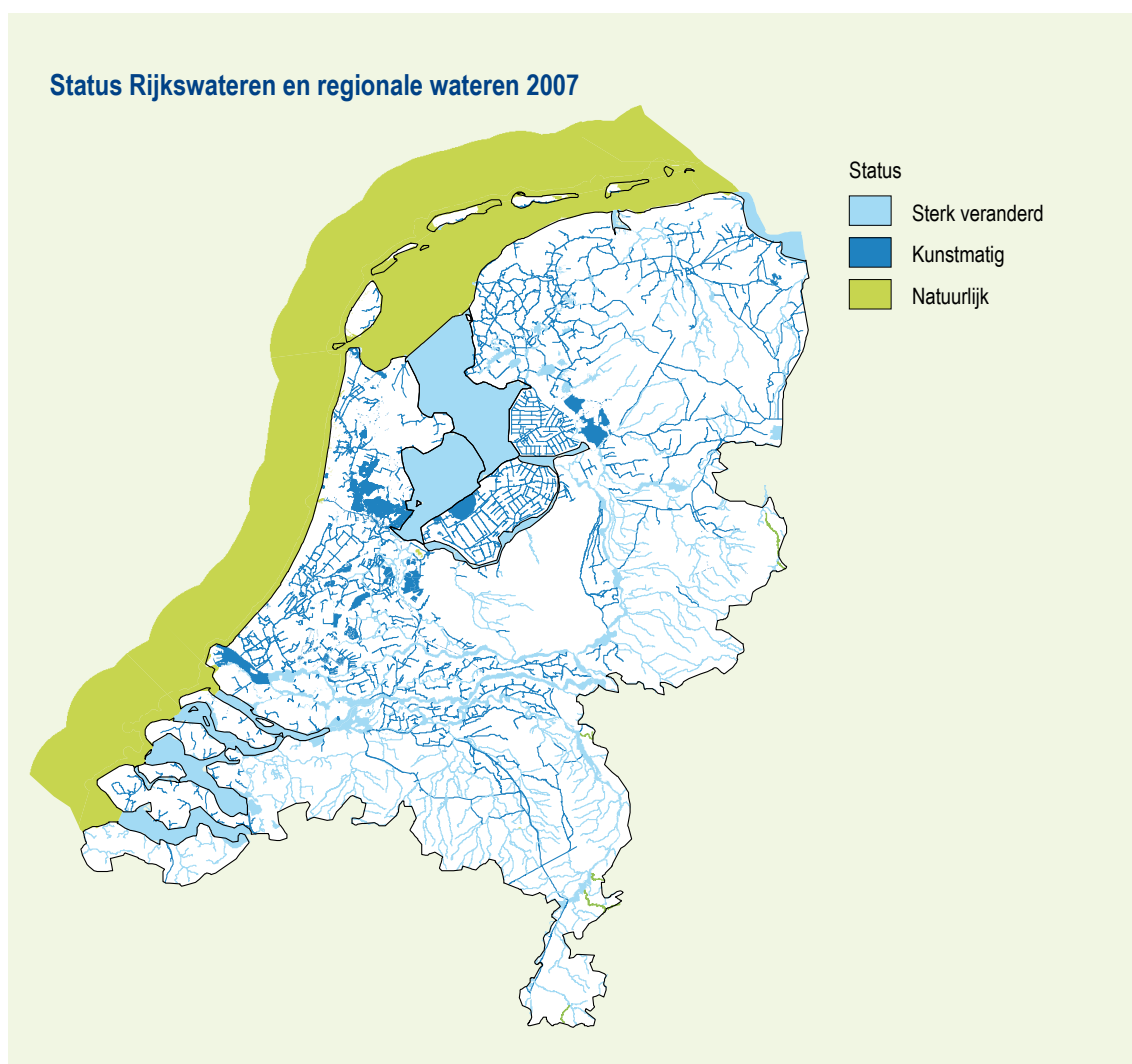 Status Rijkswateren en regionale wateren 2007
Status
Sterk veranderd
Kunstmatig
Natuurlijk